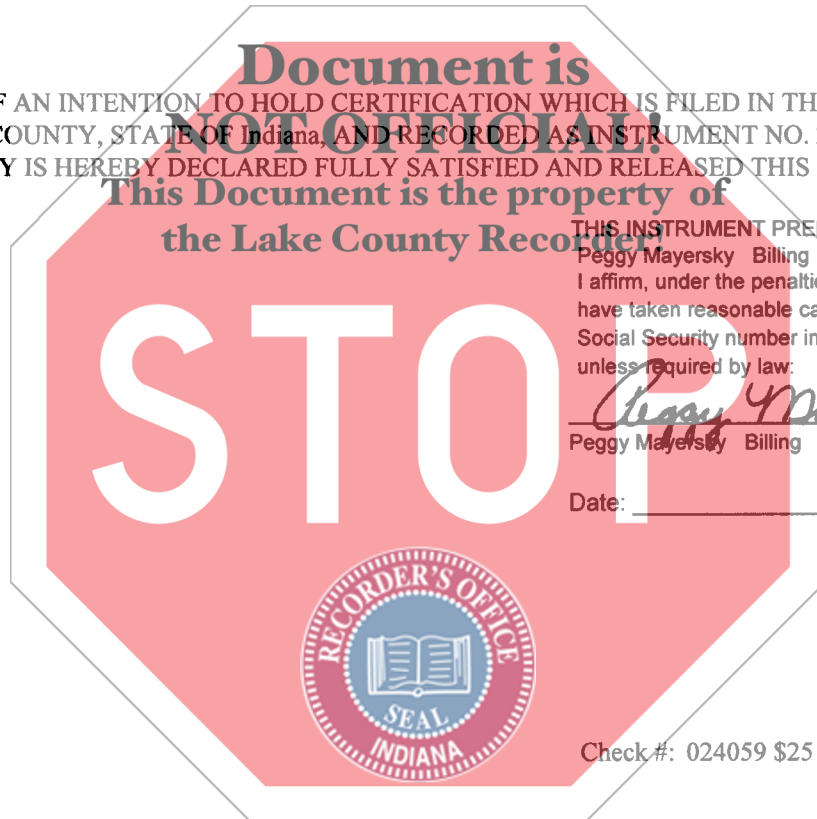 Document is
F AN INTENTION TO HOLD CERTIFICATION WHICH IS FILED IN TH
COUNTY, STATE OF Indiana, AND RECORDED AS INSTRUMENT NO.
NOT OFFICIAL!
Y IS HEREBY DECLARED FULLY SATISFIED AND RELEASED THIS
This Document is the property of
the Lake County Recorder!
THIS INSTRUMENT PRE
Peggy Mayersky Billing
I affirm, under the penaltie
have taken reasonable ca
Social Security number in
unless required by law:
Peggy M
Peggy Mayersky Billing
Date:
STOP
RECORDER'S OFFICE
SEAL
INDIANA
Check #: 024059 $25